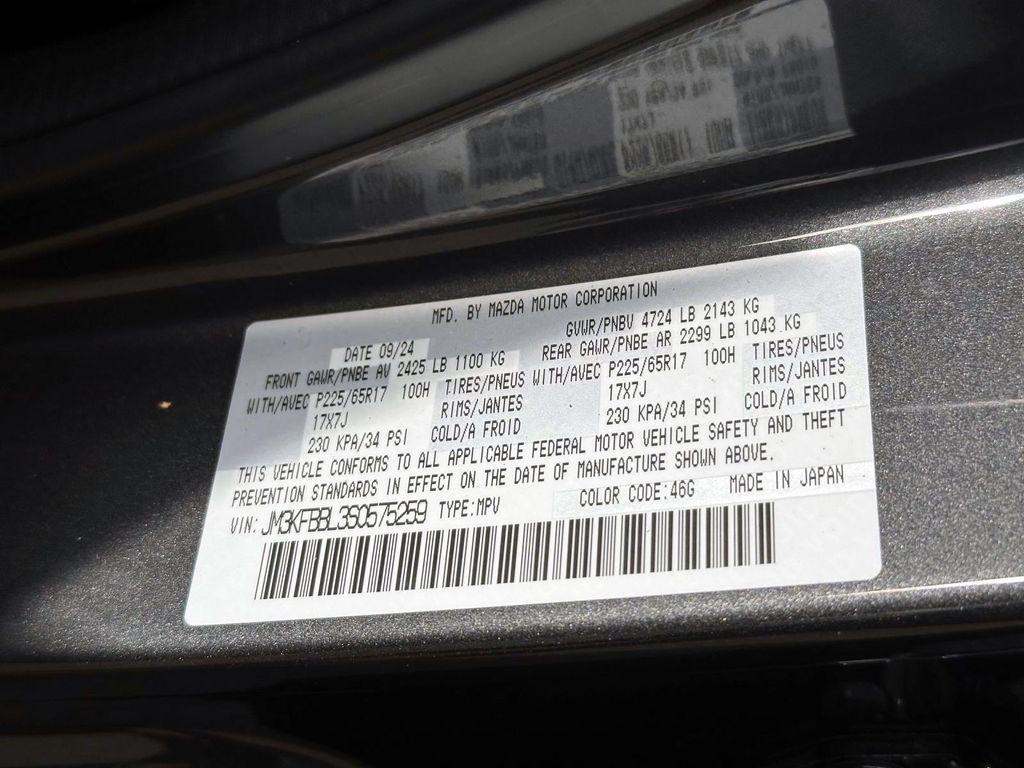 MFD. BY MAZDA MOTOR CORPORATION
DATE 09/24 GVWR/PNBV 4724 LB 2143 KG
FRONT GAWR/PNBE AV 2425 LB 1100 KG REAR GAWR/PNBE AR 2299 LB 1043 KG
WITH/AVEC P225/65R17 100H TIRES/PNEUS WITH/AVEC P225/65R17 100H TIRES/PNEUS
17X7J RIMS/JANTES 17X7J RIMS/JANTES
230 KPA/34 PSI COLD/A FROID 230 KPA/34 PSI COLD/A FROID
THIS VEHICLE CONFORMS TO ALL APPLICABLE FEDERAL MOTOR VEHICLE SAFETY AND THEFT
PREVENTION STANDARDS IN EFFECT ON THE DATE OF MANUFACTURE SHOWN ABOVE.
VIN: JM3KFBBL3S0575259 TYPE:MPV COLOR CODE:46G MADE IN JAPAN